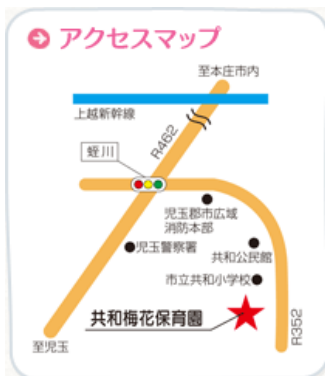 アクセスマップ
至本庄市内
上越新幹線
R462
蛭川
児玉郡市広域
消防本部
児玉警察署
共和公民館
市立共和小学校
共和梅花保育園
R352
至児玉